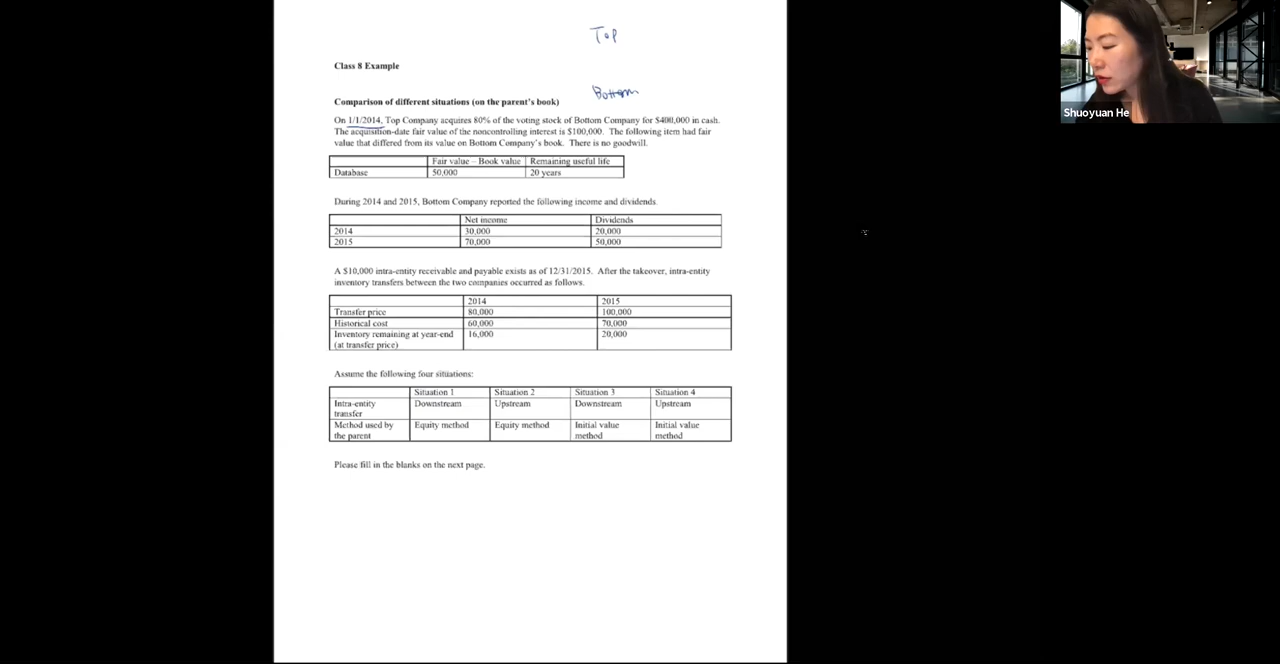 Top
Class 8 Example
Bottom
Comparison of different situations (on the parent's book)
On 1/1/2014, Top Company acquires 80% of the voting stock of Bottom Company for $400,000 in cash.
The acquisition-date fair value of the noncontrolling interest is $100,000. The following item had fair
value that differed from its value on Bottom Company's book. There is no goodwill.
Fair value – Book value Remaining useful life
Database 50,000 20 years
During 2014 and 2015, Bottom Company reported the following income and dividends.
Net income Dividends
2014 30,000 20,000
2015 70,000 50,000
A $10,000 intra-entity receivable and payable exists as of 12/31/2015. After the takeover, intra-entity
inventory transfers between the two companies occurred as follows.
2014 2015
Transfer price 80,000 100,000
Historical cost 60,000 70,000
Inventory remaining at year-end 16,000 20,000
(at transfer price)
Assume the following four situations:
Situation 1 Situation 2 Situation 3 Situation 4
Intra-entity Downstream Upstream Downstream Upstream
transfer
Method used by Equity method Equity method Initial value Initial value
the parent method method
Please fill in the blanks on the next page.
Shuoyuan He